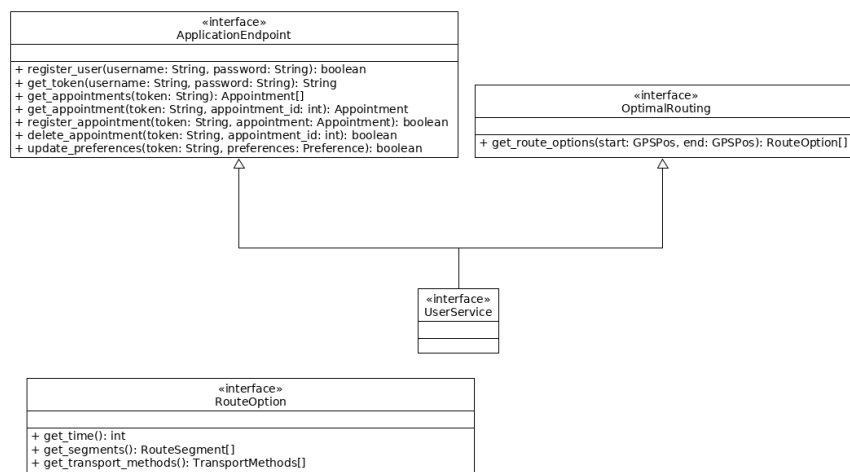 «interface»
ApplicationEndpoint
+ register_user(username: String, password: String): boolean
+ get_token(username: String, password: String): String
+ get_appointments(token: String): Appointment[]
+ get_appointment(token: String, appointment_id: int): Appointment
+ register_appointment(token: String, appointment: Appointment): boolean
+ delete_appointment(token: String, appointment_id: int): boolean
+ update_preferences(token: String, preferences: Preference): boolean
«interface»
OptimalRouting
+ get_route_options(start: GPSPos, end: GPSPos): RouteOption[]
«interface»
UserService
«interface»
RouteOption
+ get_time(): int
+ get_segments(): RouteSegment[]
+ get_transport_methods(): TransportMethods[]